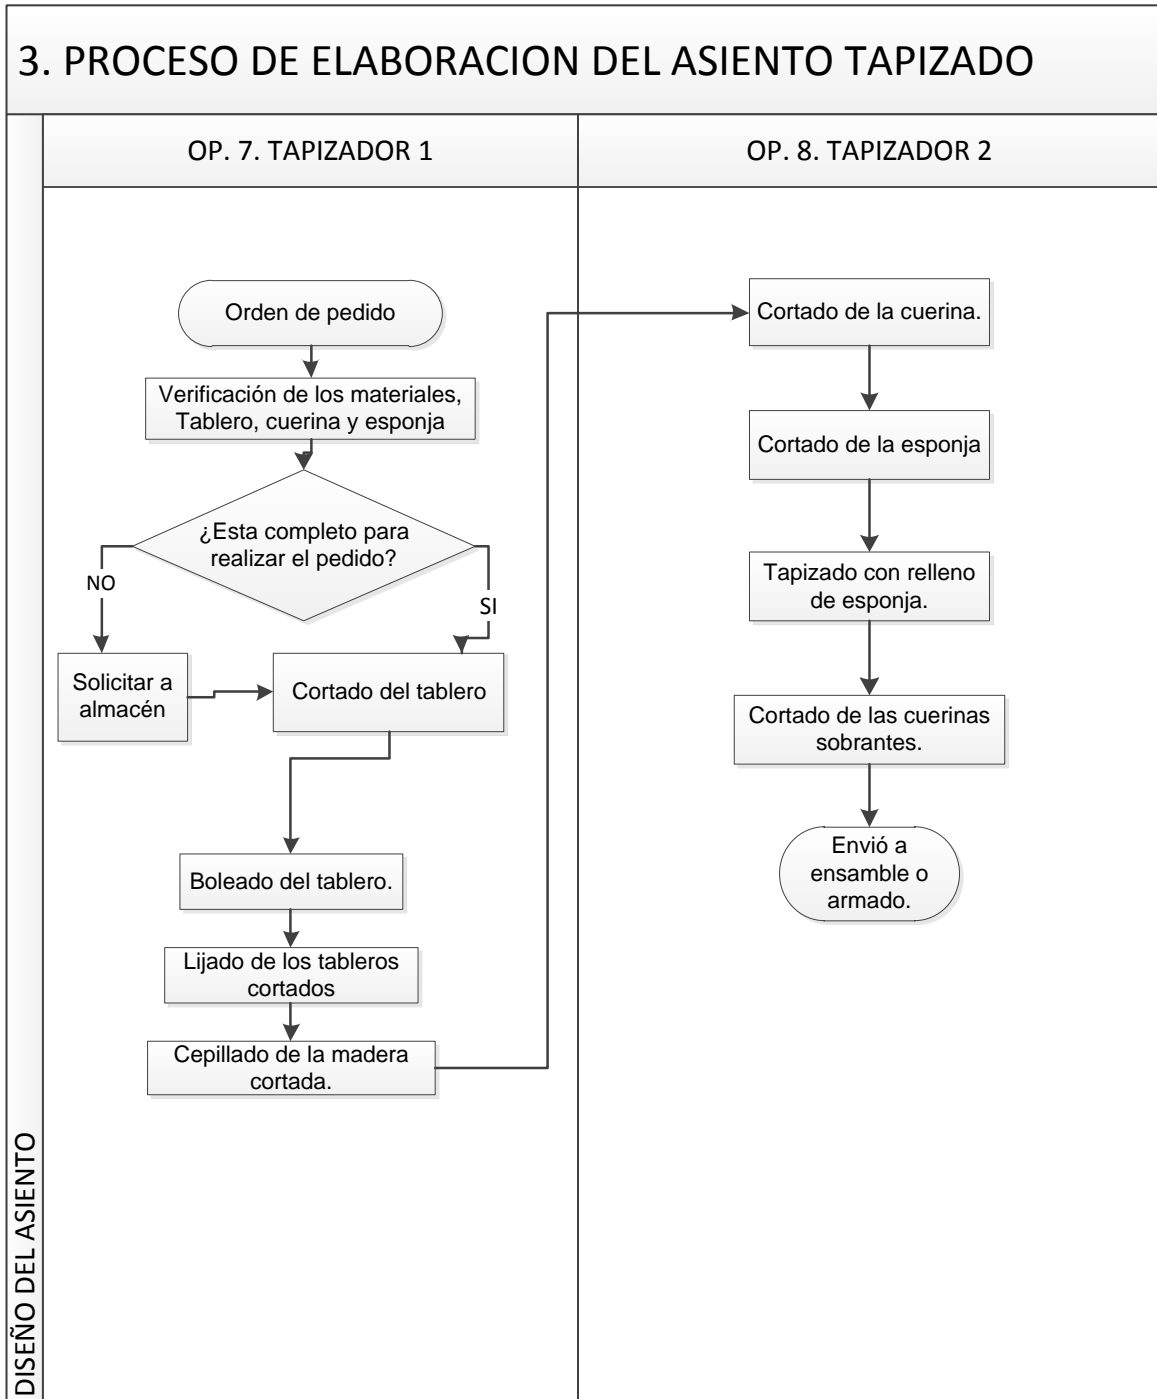 3. PROCESO DE ELABORACION DEL ASIENTO TAPIZADO
OP. 7. TAPIZADOR 1
OP. 8. TAPIZADOR 2
Orden de pedido
Verificación de los materiales,
Tablero, cuerina y esponja
¿Esta completo para
realizar el pedido?
NO
SI
Solicitar a
almacén
Cortado del tablero
Boleado del tablero.
Lijado de los tableros
cortados
Cepillado de la madera
cortada.
Cortado de la cuerina.
Cortado de la esponja
Tapizado con relleno
de esponja.
Cortado de las cuerinas
sobrantes.
Envió a
ensamble o
armado.
DISEÑO DEL ASIENTO